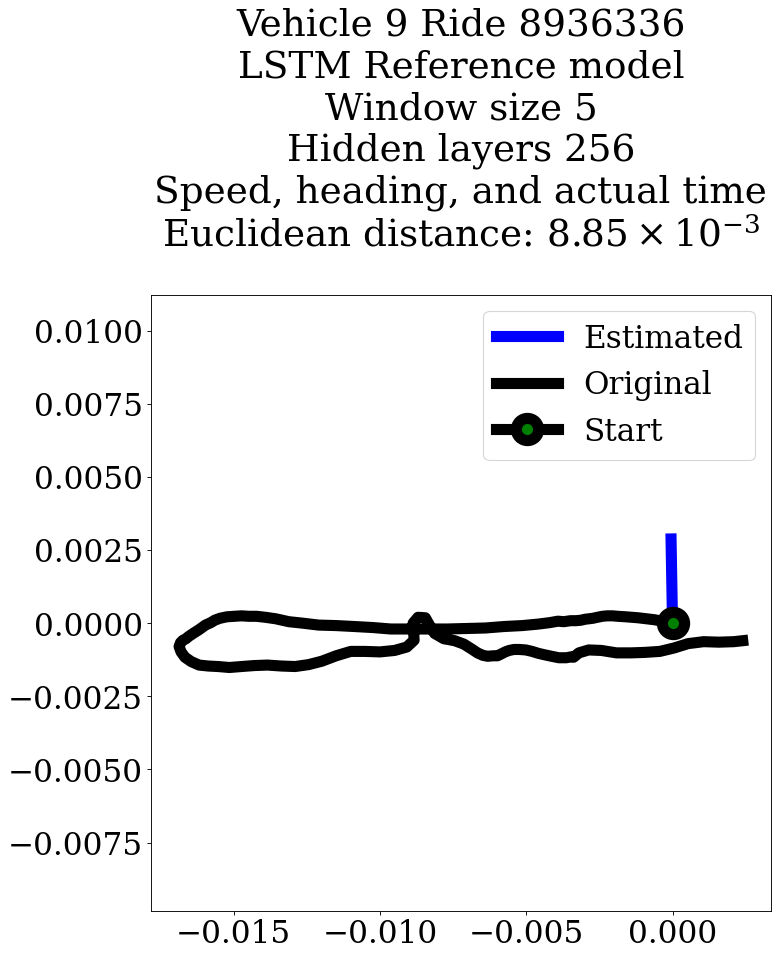 Vehicle 9 Ride 8936336
LSTM Reference model
Window size 5
Hidden layers 256
Speed, heading, and actual time
Euclidean distance: 8.85 × 10⁻³
Estimated
Original
Start
0.0100
0.0075
0.0050
0.0025
0.0000
−0.0025
−0.0050
−0.0075
−0.015 −0.010 −0.005 0.000